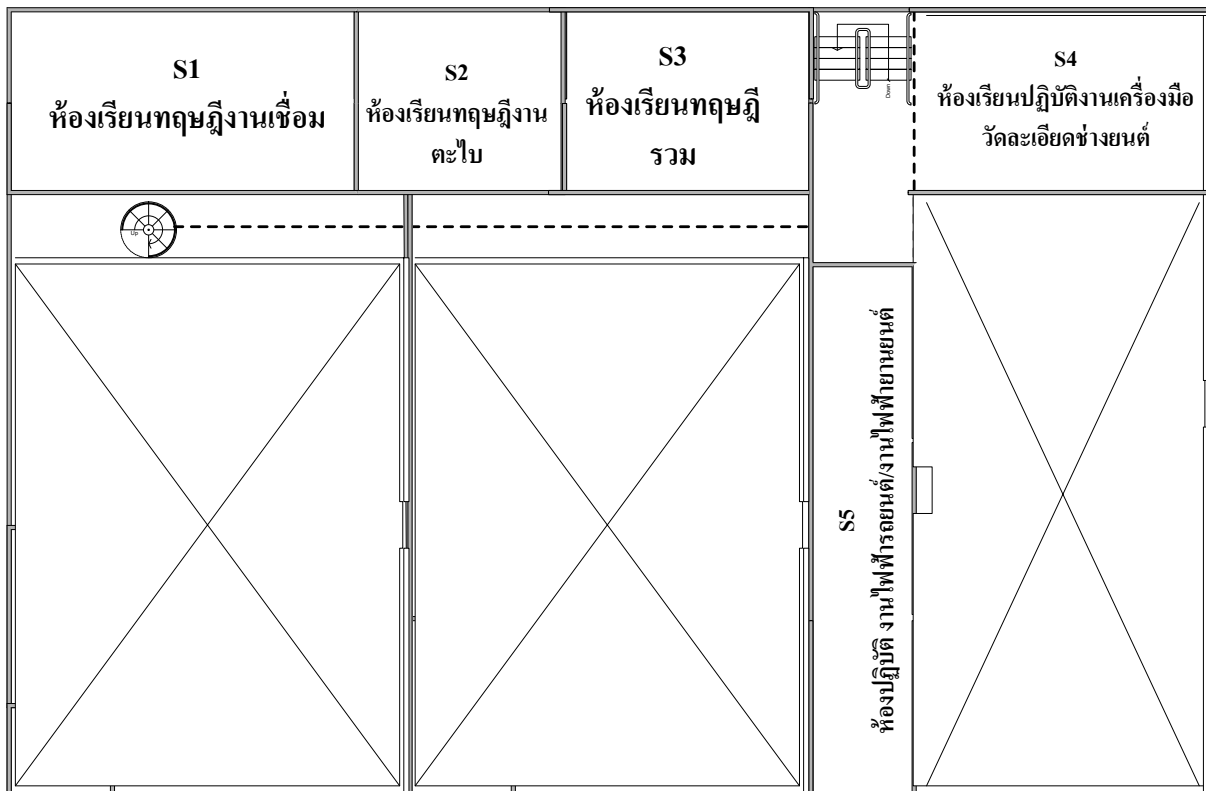 S1
ห้องเรียนทฤษฎีงานเชื่อม
S2
ห้องเรียนทฤษฎีงาน
ตะไบ
S3
ห้องเรียนทฤษฎี
รวม
Down
S4
ห้องเรียนปฏิบัติงานเครื่องมือ
วัดละเอียดช่างยนต์
Up
S5
ห้องปฏิบัติ งานไฟฟ้ารถยนต์/งานไฟฟ้ายานยนต์